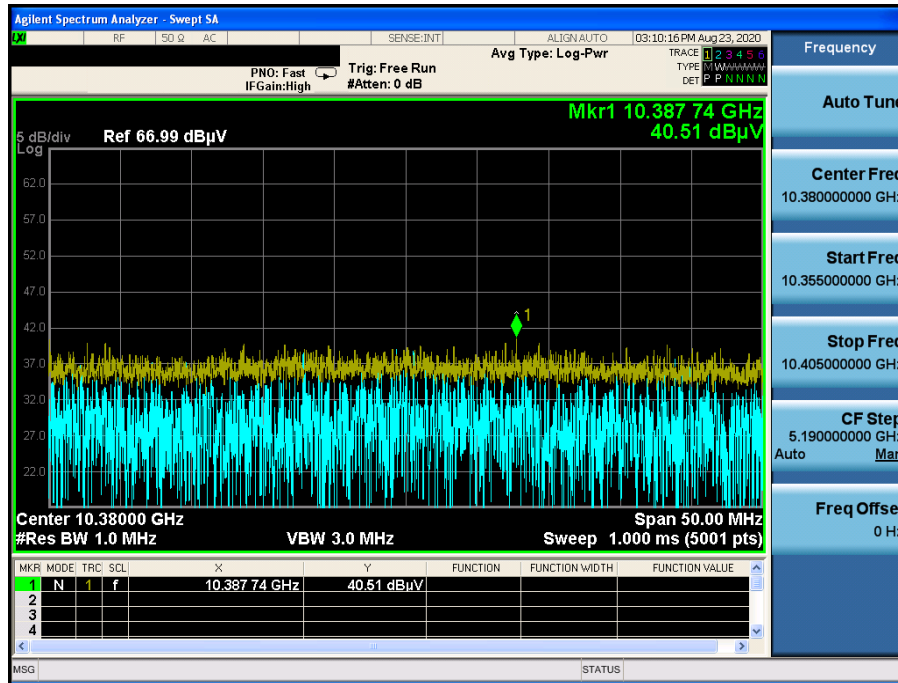 Agilent Spectrum Analyzer - Swept SA
LXI RF 50 Ω AC SENSE:INT ALIGN AUTO 03:10:16 PM Aug 23, 2020
Frequency
Avg Type: Log-Pwr TRACE 1 2 3 4 5 6
PNO: Fast Trig: Free Run TYPE M W W W W W
IFGain:High #Atten: 0 dB DET P P N N N N
Auto Tune
Mkr1 10.387 74 GHz
5 dB/div Ref 66.99 dBµV 40.51 dBµV
Log
62.0
57.0
52.0
47.0
42.0
37.0
32.0
27.0
22.0
1
Center Freq
10.380000000 GHz
Start Freq
10.355000000 GHz
Stop Freq
10.405000000 GHz
CF Step
5.190000000 GHz
Auto Man
Freq Offset
0 Hz
Center 10.38000 GHz Span 50.00 MHz
#Res BW 1.0 MHz VBW 3.0 MHz Sweep 1.000 ms (5001 pts)
MKR MODE TRC SCL X Y FUNCTION FUNCTION WIDTH FUNCTION VALUE
1 N 1 f 10.387 74 GHz 40.51 dBµV
2
3
4
MSG STATUS